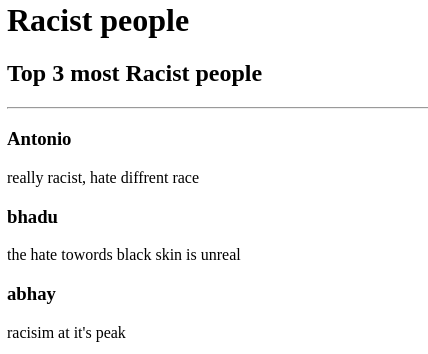 Racist people
Top 3 most Racist people
Antonio
really racist, hate diffrent race
bhadu
the hate towords black skin is unreal
abhay
racisim at it's peak